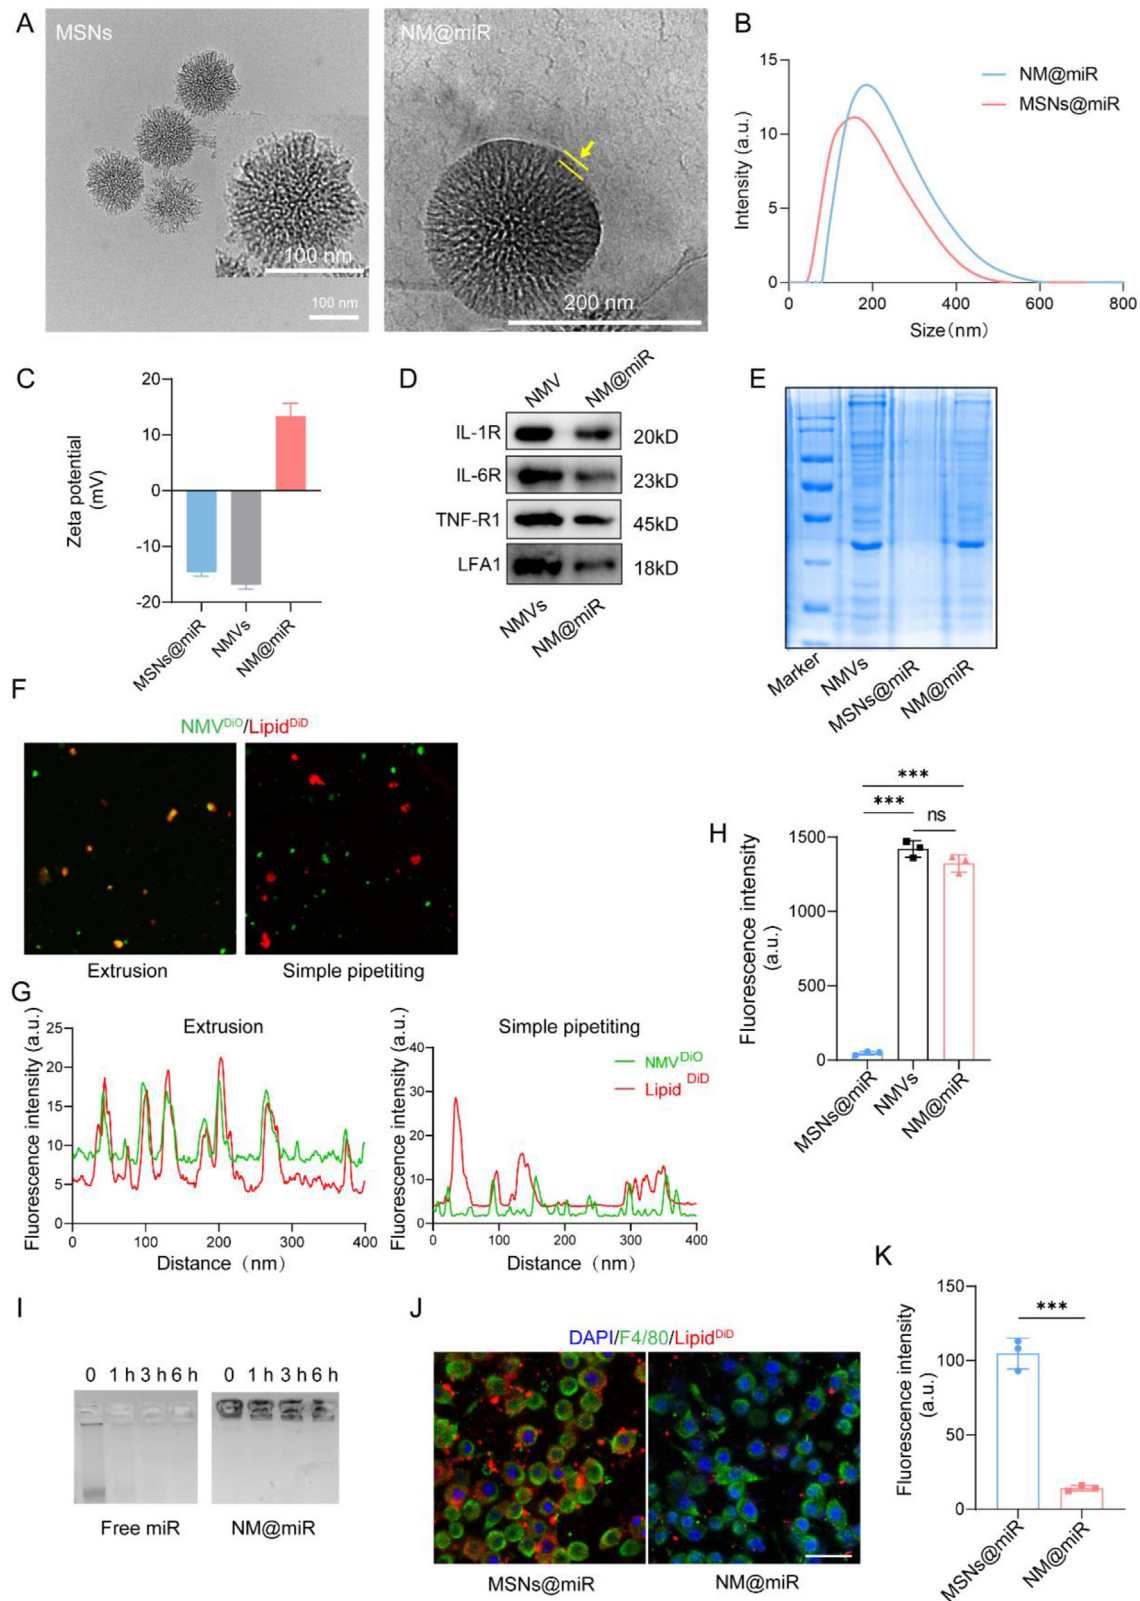 A
MSNs
100 nm
100 nm
NM@miR
200 nm
B
Intensity (a.u.)
15
10
5
0
0 200 400 600 800
Size(nm)
NM@miR
MSNs@miR
C
Zeta potential
(mV)
20
10
0
-10
-20
MSNs@miR
NMVs
NM@miR
D
NMV
NM@miR
IL-1R 20kD
IL-6R 23kD
TNF-R1 45kD
LFA1 18kD
NMVs
NM@miR
E
Marker
NMVs
MSNs@miR
NM@miR
F
NMVDiO/LipidDiD
Extrusion
Simple pipetiting
G
Fluorescence intensity (a.u.)
25
20
15
10
5
0
Extrusion
0 100 200 300 400
Distance（nm）
Fluorescence intensity (a.u.)
40
30
20
10
0
Simple pipetiting
NMV DiO
Lipid DiD
0 100 200 300 400
Distance（nm）
H
Fluorescence intensity
(a.u.)
1500
1000
500
0
***
***
ns
MSNs@miR
NMVs
NM@miR
I
0 1 h 3 h 6 h
0 1 h 3 h 6 h
Free miR
NM@miR
J
DAPI/F4/80/LipidDiD
MSNs@miR
NM@miR
K
Fluorescence intensity
(a.u.)
150
100
50
0
***
MSNs@miR
NM@miR